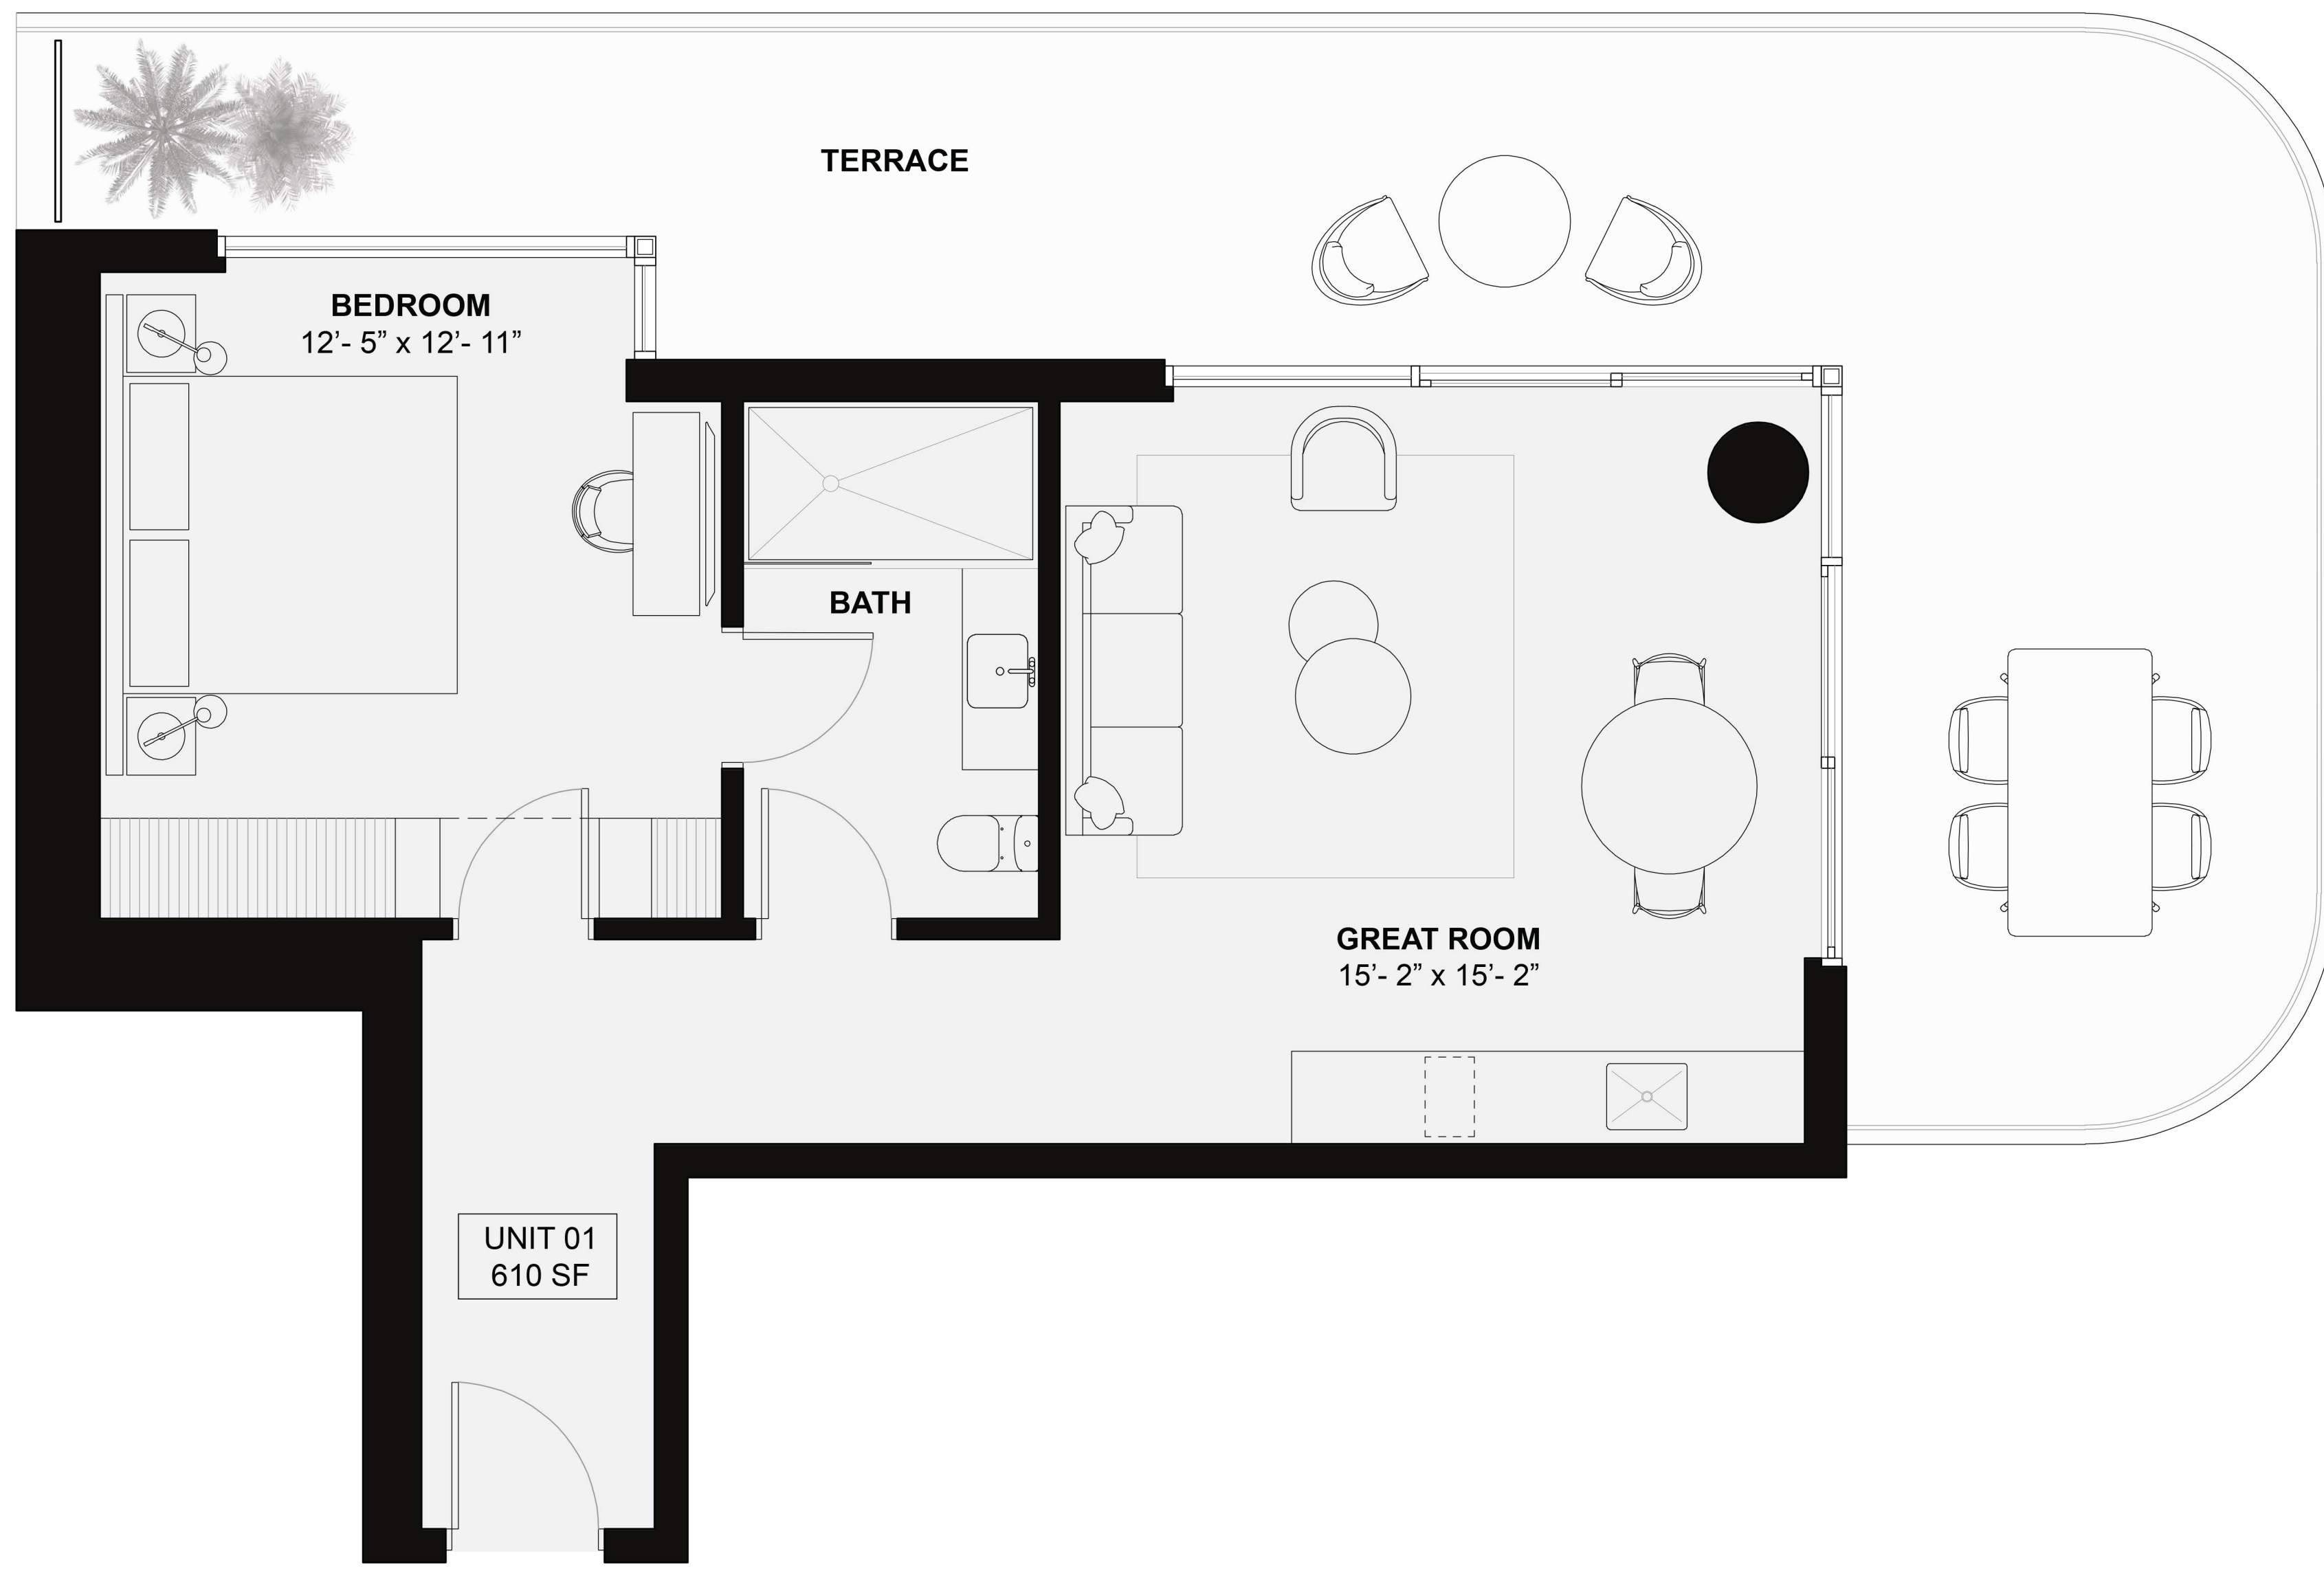 TERRACE
BEDROOM
12’- 5” x 12’- 11”
BATH
GREAT ROOM
15’- 2” x 15’- 2”
UNIT 01
610 SF